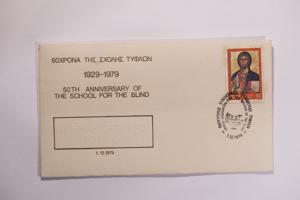 50ΧΡΟΝΑ ΤΗΣ ΣΧΟΛΗΣ ΤΥΦΛΩΝ
1929-1979
50TH ANNIVERSARY OF
THE SCHOOL FOR THE BLIND
1.12.1979